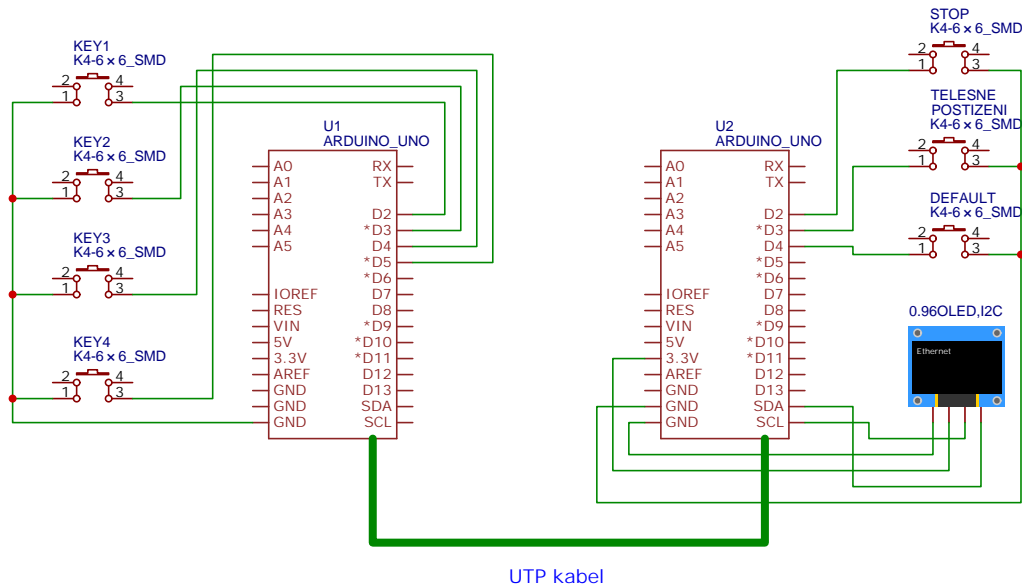 KEY1
K4-6×6_SMD
2 4
1 3
KEY2
K4-6×6_SMD
2 4
1 3
KEY3
K4-6×6_SMD
2 4
1 3
KEY4
K4-6×6_SMD
2 4
1 3
U1
ARDUINO_UNO
A0 RX
A1 TX
A2
A3 D2
A4 *D3
A5 D4
*D5
*D6
IOREF D7
RES D8
VIN *D9
5V *D10
3.3V *D11
AREF D12
GND D13
GND SDA
GND SCL
U2
ARDUINO_UNO
A0 RX
A1 TX
A2
A3 D2
A4 *D3
A5 D4
*D5
*D6
IOREF D7
RES D8
VIN *D9
5V *D10
3.3V *D11
AREF D12
GND D13
GND SDA
GND SCL
STOP
K4-6×6_SMD
2 4
1 3
TELESNE
POSTIZENI
K4-6×6_SMD
2 4
1 3
DEFAULT
K4-6×6_SMD
2 4
1 3
0.96OLED,I2C
Ethernet
UTP kabel